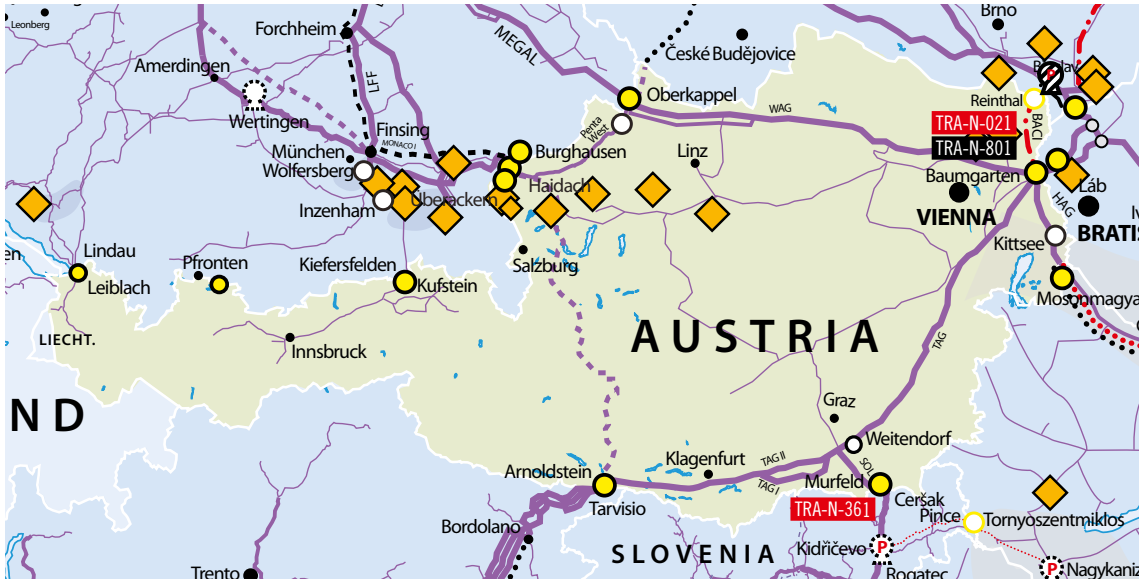 Leonberg
Forchheim
Brno
MEGAL
České Budějovice
Amerdingen
LFF
P
2
Oberkappel
Reinthal
WAG
Wertingen
Finsing
MONACO I
Penta
West
BACI
TRA-N-021
München
Burghausen
Linz
TRA-N-801
Wolfersberg
Haidach
Baumgarten
Láb
Überackern
Inzenham
VIENNA
HAG
BRATIS
Kittsee
Lindau
Pfronten
Kiefersfelden
Salzburg
Leiblach
Kufstein
Mosonmagya
LIECHT.
Innsbruck
AUSTRIA
TAG
ND
Graz
Weitendorf
Arnoldstein
Klagenfurt
TAG II
SOL
TAG I
Murfeld
Tarvisio
Ceršak
TRA-N-361
Pince
Tornyoszentmiklos
Bordolano
SLOVENIA
Kidričevo
P
Trento
Rogatec
P
Nagykaniz